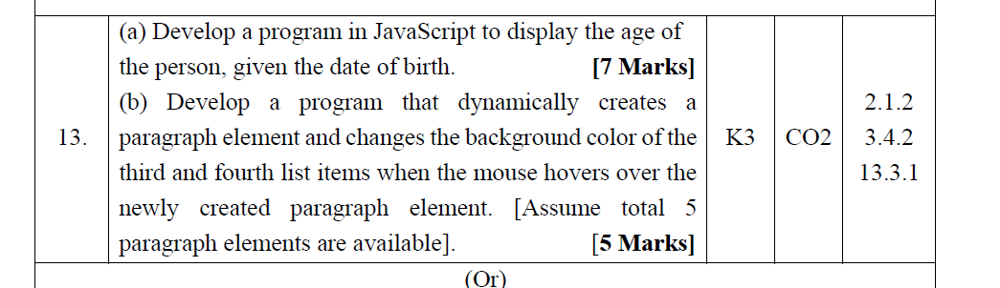 (a) Develop a program in JavaScript to display the age of
the person, given the date of birth. [7 Marks]
(b) Develop a program that dynamically creates a
13. paragraph element and changes the background color of the
third and fourth list items when the mouse hovers over the
newly created paragraph element. [Assume total 5
paragraph elements are available]. [5 Marks]
K3
CO2
2.1.2
3.4.2
13.3.1
(Or)